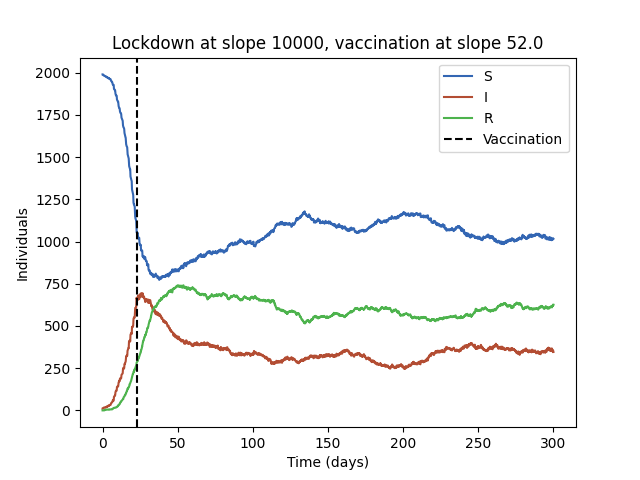 Lockdown at slope 10000, vaccination at slope 52.0
S
I
R
Vaccination
2000
1750
1500
1250
1000
750
500
250
0
Individuals
0 50 100 150 200 250 300
Time (days)